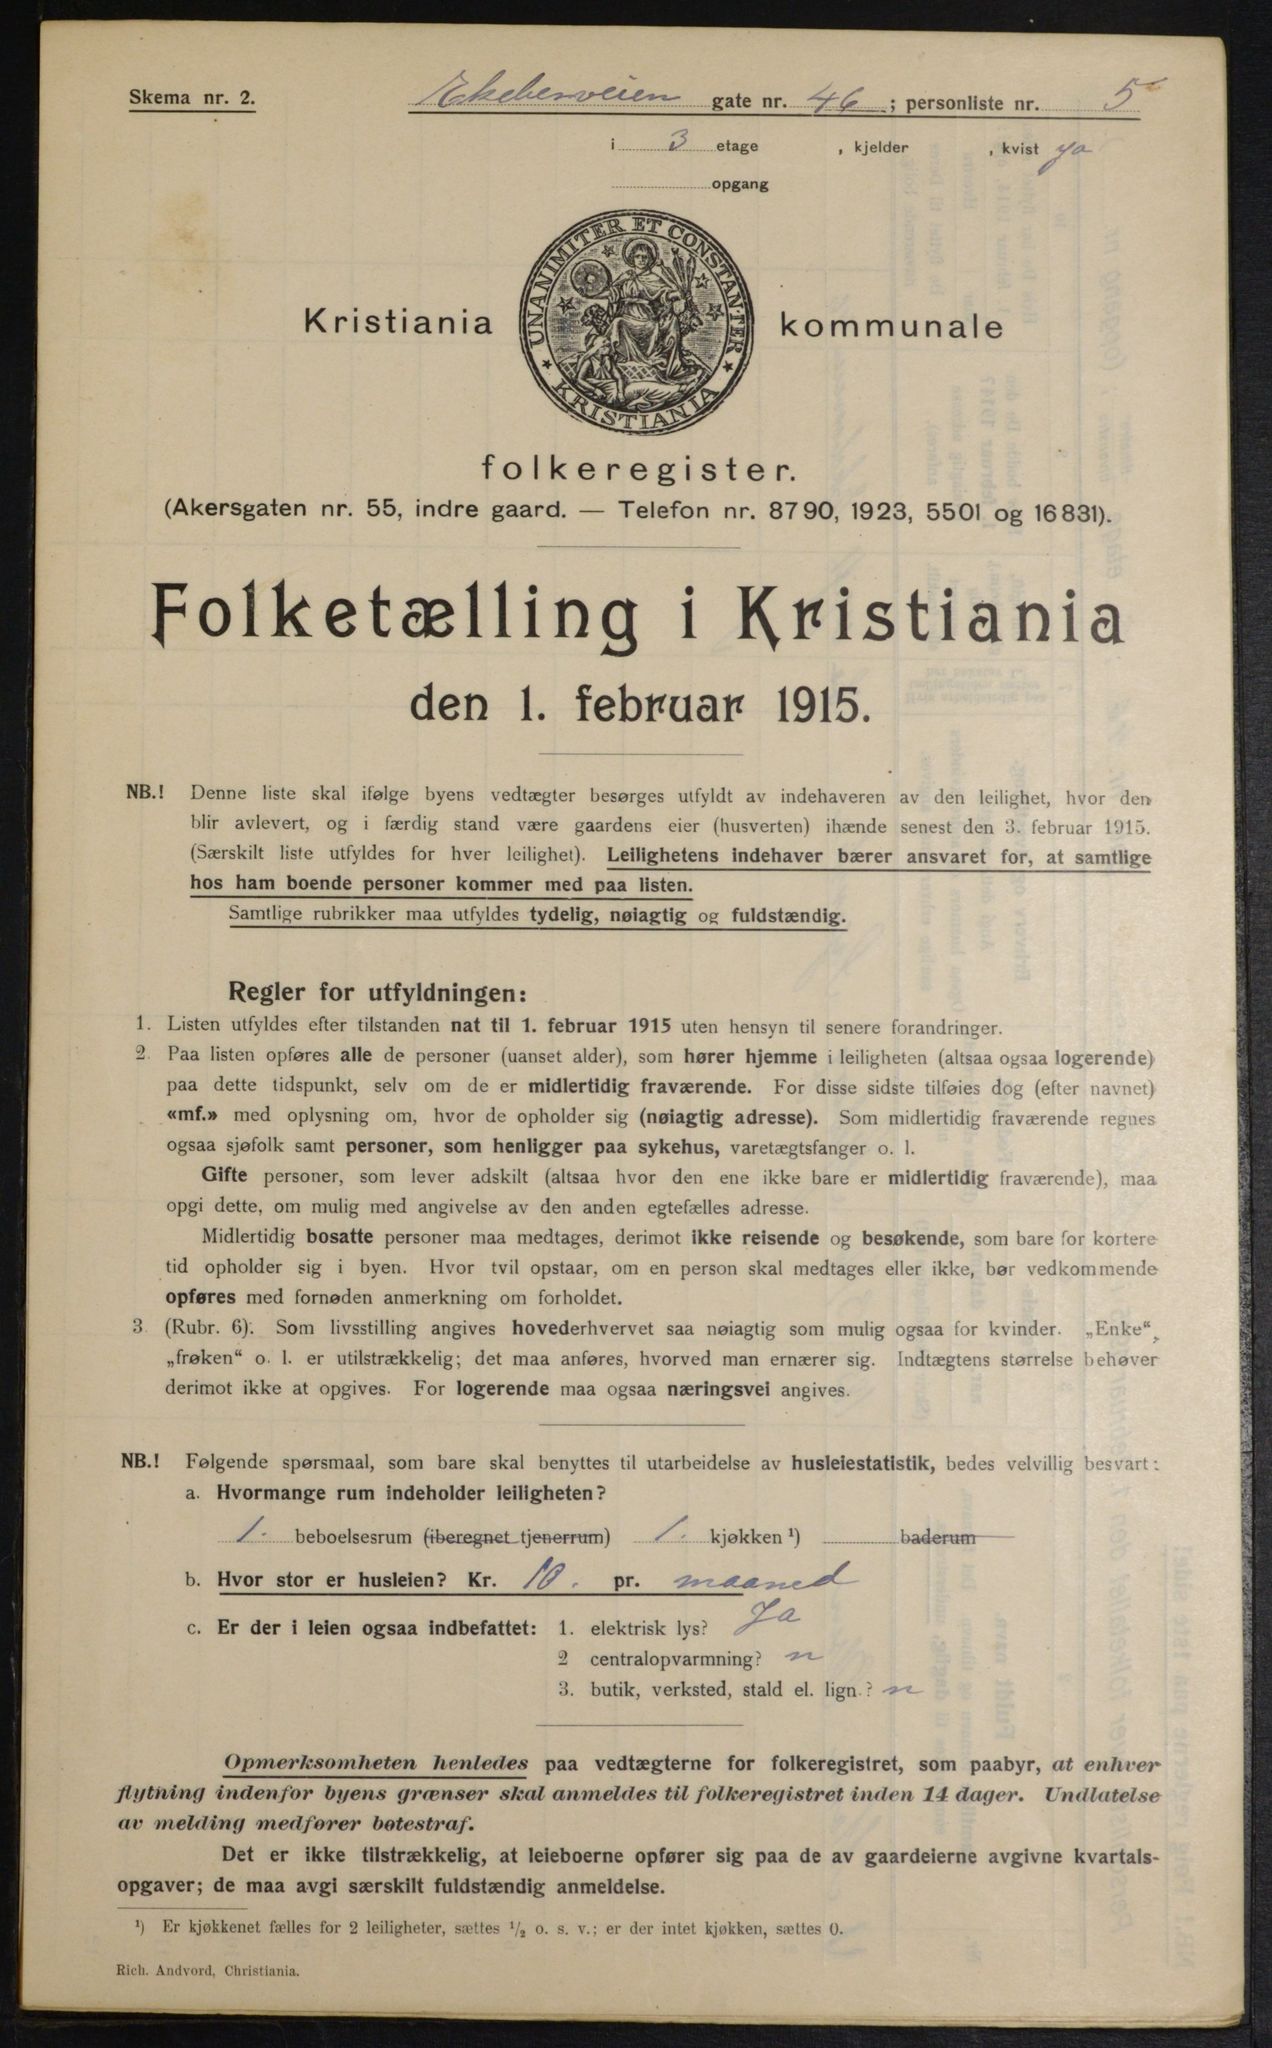 Skema nr. 2.
Ekeberveien gate nr. 46; personliste nr. 5
i 3 etage , kjelder , kvist ja
opgang
UNANIMITER ET CONSTANTER
KRISTIANIA
Kristiania kommunale
folkeregister.
(Akersgaten nr. 55, indre gaard. — Telefon nr. 8790, 1923, 5501 og 16831).
Folketælling i Kristiania
den 1. februar 1915.
NB.! Denne liste skal ifølge byens vedtægter besørges utfyldt av indehaveren av den leilighet, hvor den
blir avlevert, og i færdig stand være gaardens eier (husverten) ihænde senest den 3. februar 1915.
(Særskilt liste utfyldes for hver leilighet). Leilighetens indehaver bærer ansvaret for, at samtlige
hos ham boende personer kommer med paa listen.
Samtlige rubrikker maa utfyldes tydelig, nøiagtig og fuldstændig.
Regler for utfyldningen:
1. Listen utfyldes efter tilstanden nat til 1. februar 1915 uten hensyn til senere forandringer.
2. Paa listen opføres alle de personer (uanset alder), som hører hjemme i leiligheten (altsaa ogsaa logerende)
paa dette tidspunkt, selv om de er midlertidig fraværende. For disse sidste tilføies dog (efter navnet)
«mf.» med oplysning om, hvor de opholder sig (nøiagtig adresse). Som midlertidig fraværende regnes
ogsaa sjøfolk samt personer, som henligger paa sykehus, varetægtsfanger o. l.
Gifte personer, som lever adskilt (altsaa hvor den ene ikke bare er midlertidig fraværende), maa
opgi dette, om mulig med angivelse av den anden egtefælles adresse.
Midlertidig bosatte personer maa medtages, derimot ikke reisende og besøkende, som bare for kortere
tid opholder sig i byen. Hvor tvil opstaar, om en person skal medtages eller ikke, bør vedkommende
opføres med fornøden anmerkning om forholdet.
3. (Rubr. 6). Som livsstilling angives hovederhvervet saa nøiagtig som mulig ogsaa for kvinder. „Enke“,
„frøken“ o. l. er utilstrækkelig; det maa anføres, hvorved man ernærer sig. Indtægtens størrelse behøver
derimot ikke at opgives. For logerende maa ogsaa næringsvei angives.
NB.! Følgende spørsmaal, som bare skal benyttes til utarbeidelse av husleiestatistik, bedes velvillig besvart:
a. Hvormange rum indeholder leiligheten?
1. beboelsesrum (iberegnet tjenerrum) 1. kjøkken ¹) baderum
b. Hvor stor er husleien? Kr. 10. pr. maaned
c. Er der i leien ogsaa indbefattet: 1. elektrisk lys? Ja
2 centralopvarmning? n
3. butik, verksted, stald el. lign.? n
Opmerksomheten henledes paa vedtægterne for folkeregistret, som paabyr, at enhver
flytning indenfor byens grænser skal anmeldes til folkeregistret inden 14 dager. Undlatelse
av melding medfører bøtestraf.
Det er ikke tilstrækkelig, at leieboerne opfører sig paa de av gaardeierne avgivne kvartals-
opgaver; de maa avgi særskilt fuldstændig anmeldelse.
¹) Er kjøkkenet fælles for 2 leiligheter, sættes ½ o. s. v.; er der intet kjøkken, sættes 0.
Rich. Andvord, Christiania.